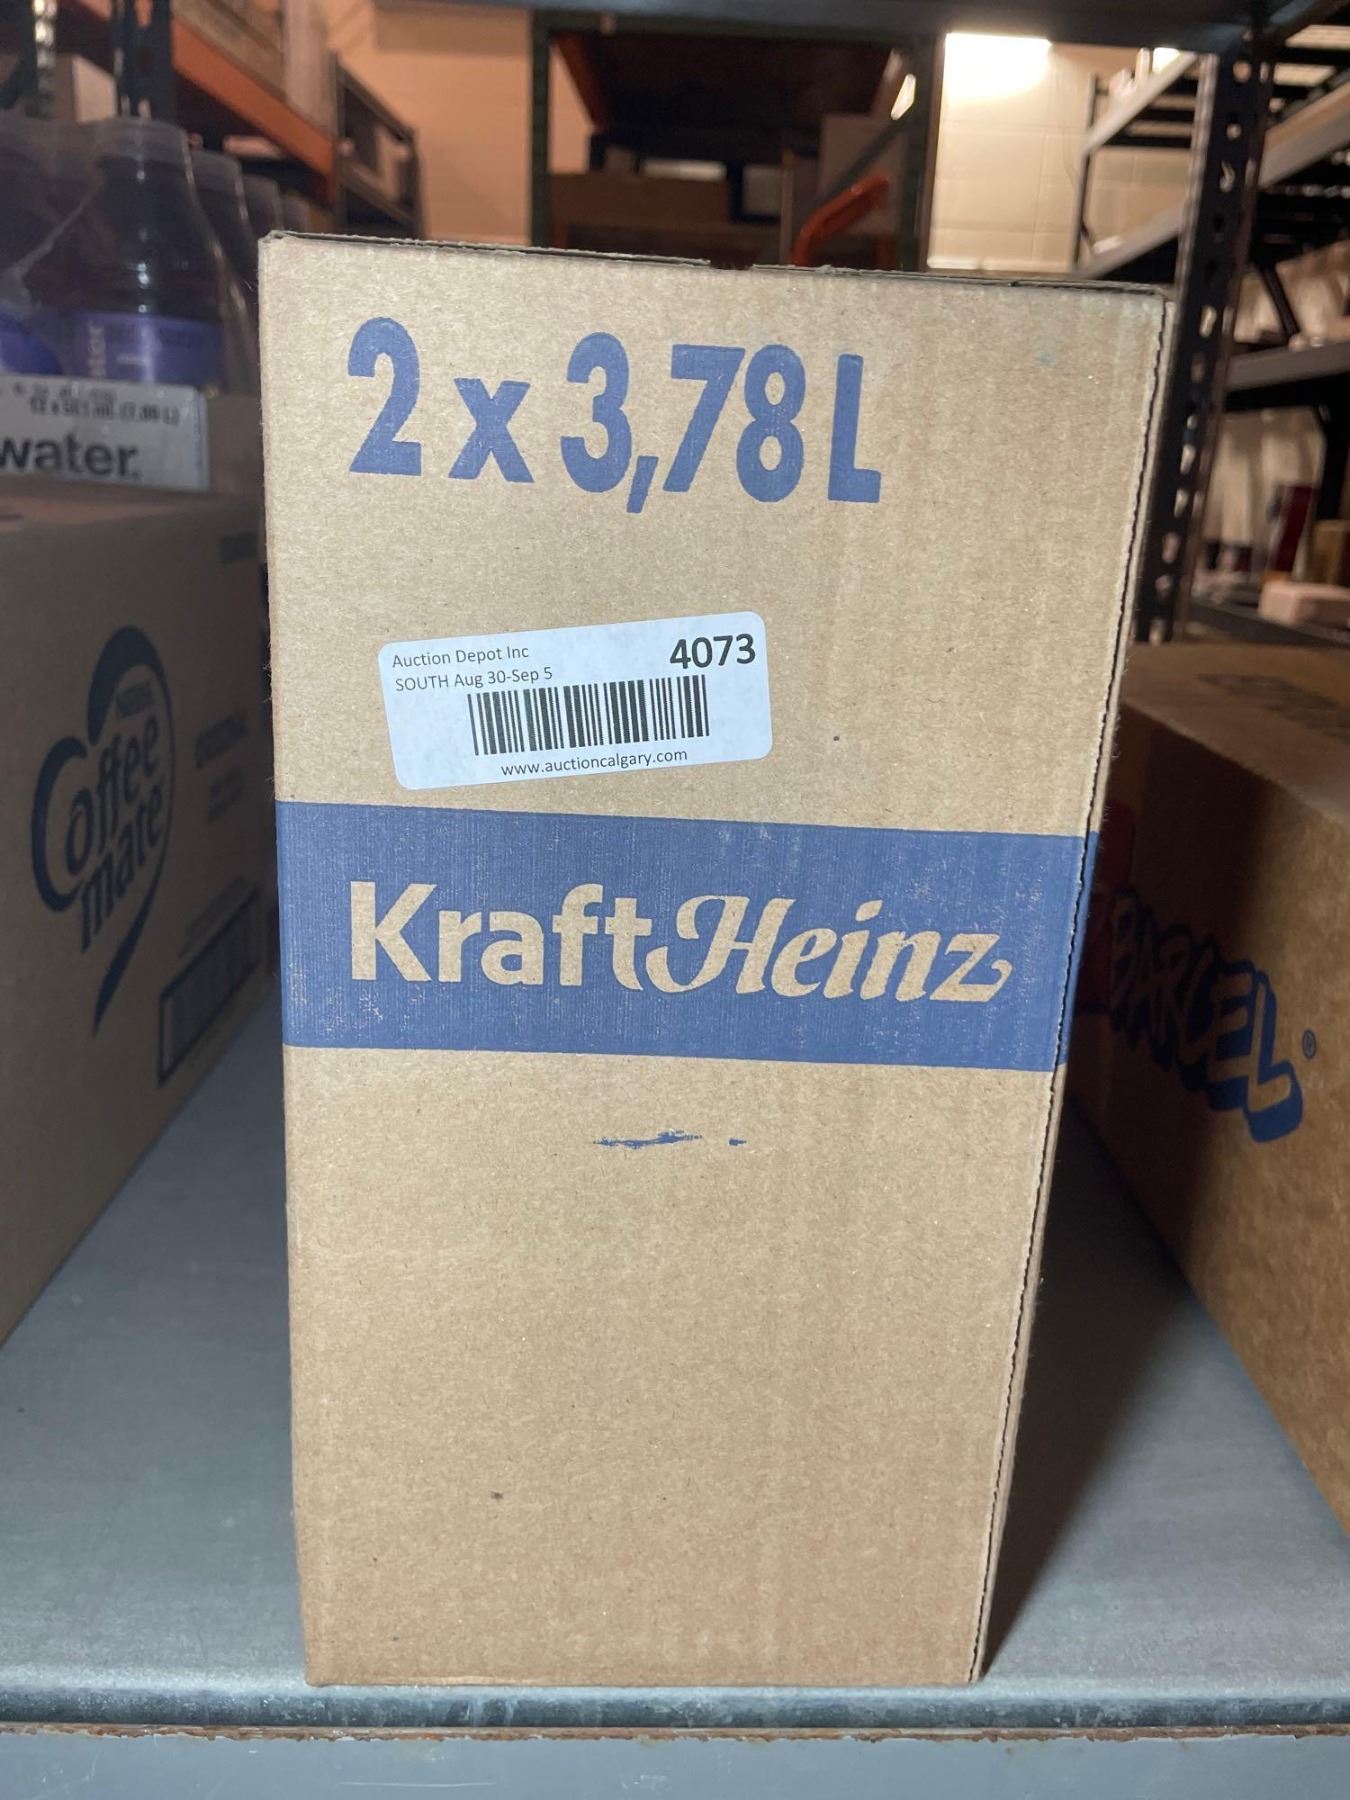 2 x 3,78 L
Auction Depot Inc
4073
SOUTH Aug 30-Sep 5
www.auctioncalgary.com
KraftHeinz
water
Coffee
mate
BARCEL®